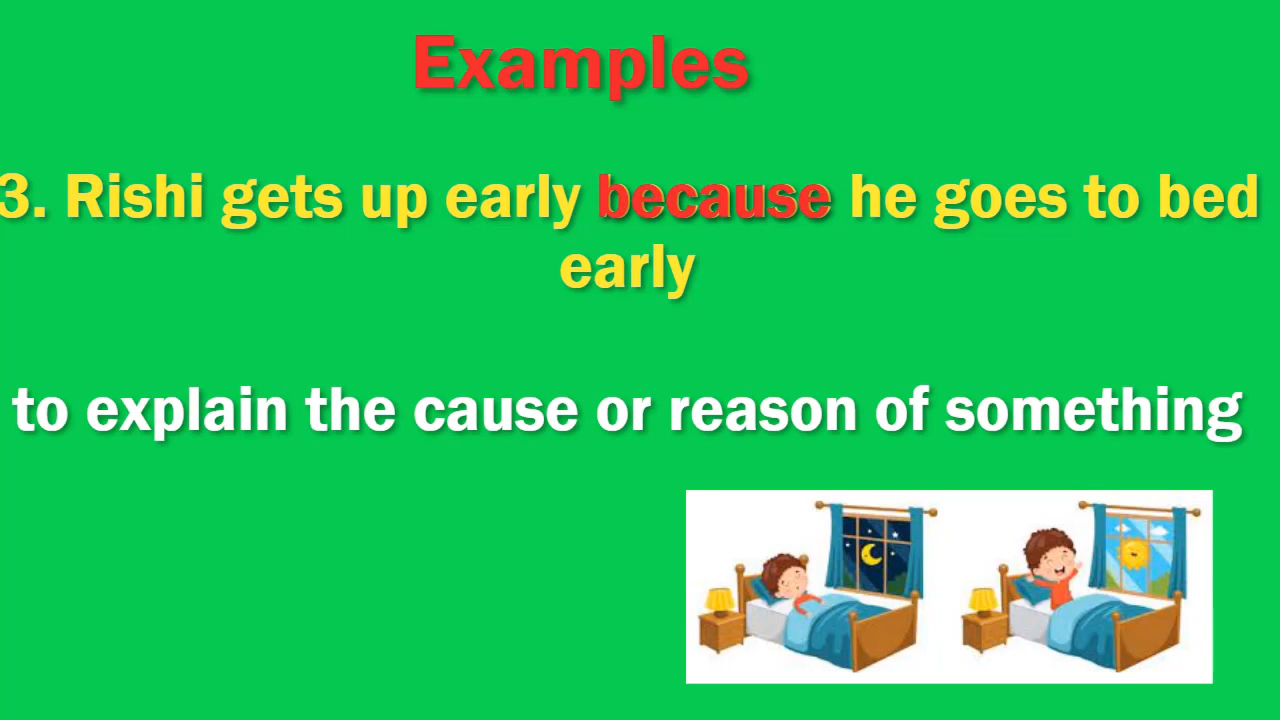 Examples
3. Rishi gets up early because he goes to bed
early
to explain the cause or reason of something